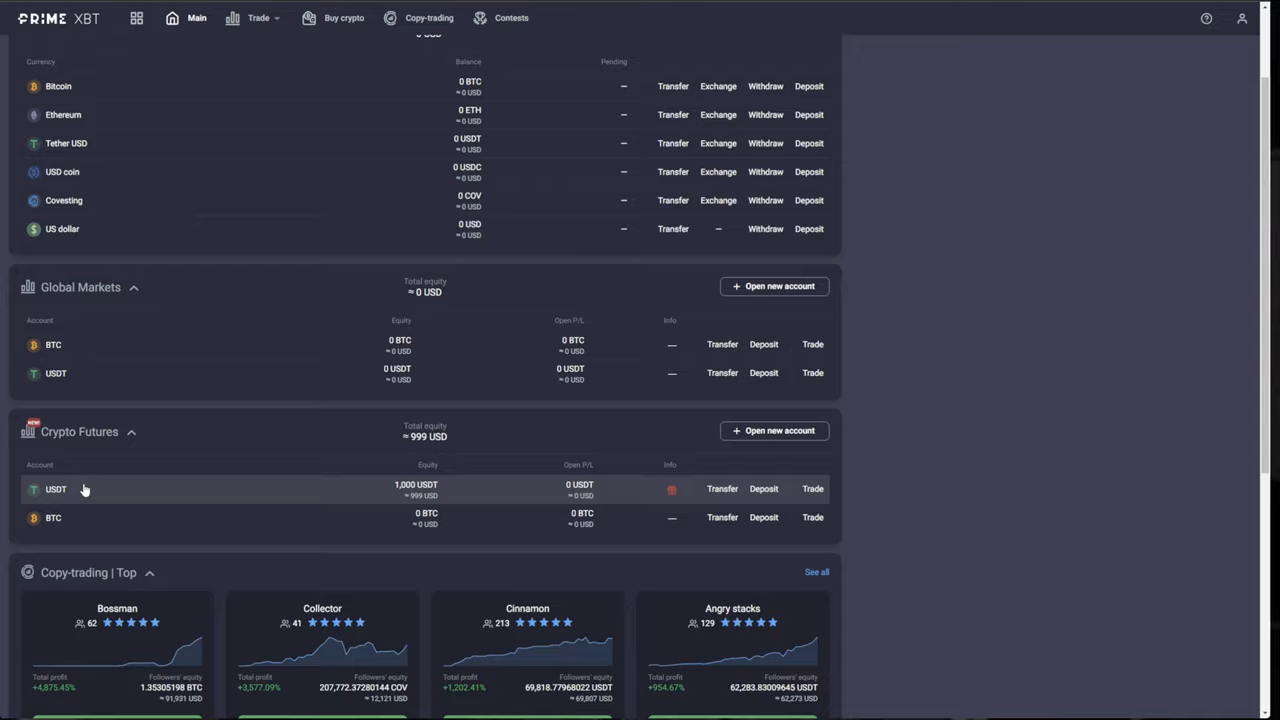 PRIME XBT Main Trade Buy crypto Copy-trading Contests
0 USD
Currency Balance Pending
Bitcoin 0 BTC – Transfer Exchange Withdraw Deposit
≈ 0 USD
Ethereum 0 ETH – Transfer Exchange Withdraw Deposit
≈ 0 USD
Tether USD 0 USDT – Transfer Exchange Withdraw Deposit
≈ 0 USD
USD coin 0 USDC – Transfer Exchange Withdraw Deposit
≈ 0 USD
Covesting 0 COV – Transfer Exchange Withdraw Deposit
≈ 0 USD
US dollar 0 USD – Transfer – Withdraw Deposit
≈ 0 USD
Global Markets Total equity + Open new account
≈ 0 USD
Account Equity Open P/L Info
BTC 0 BTC 0 BTC — Transfer Deposit Trade
≈ 0 USD ≈ 0 USD
USDT 0 USDT 0 USDT — Transfer Deposit Trade
≈ 0 USD ≈ 0 USD
NEW!
Crypto Futures Total equity + Open new account
≈ 999 USD
Account Equity Open P/L Info
USDT 1,000 USDT 0 USDT Transfer Deposit Trade
≈ 999 USD ≈ 0 USD
BTC 0 BTC 0 BTC — Transfer Deposit Trade
≈ 0 USD ≈ 0 USD
Copy-trading | Top See all
Bossman Collector Cinnamon Angry stacks
62 41 213 129
Total profit Followers' equity Total profit Followers' equity Total profit Followers' equity Total profit Followers' equity
+4,875.45% 1.35305198 BTC +3,577.09% 207,772.37280144 COV +1,202.41% 69,818.77968022 USDT +954.67% 62,283.83009645 USDT
≈ 91,931 USD ≈ 12,121 USD ≈ 69,807 USD ≈ 62,273 USD